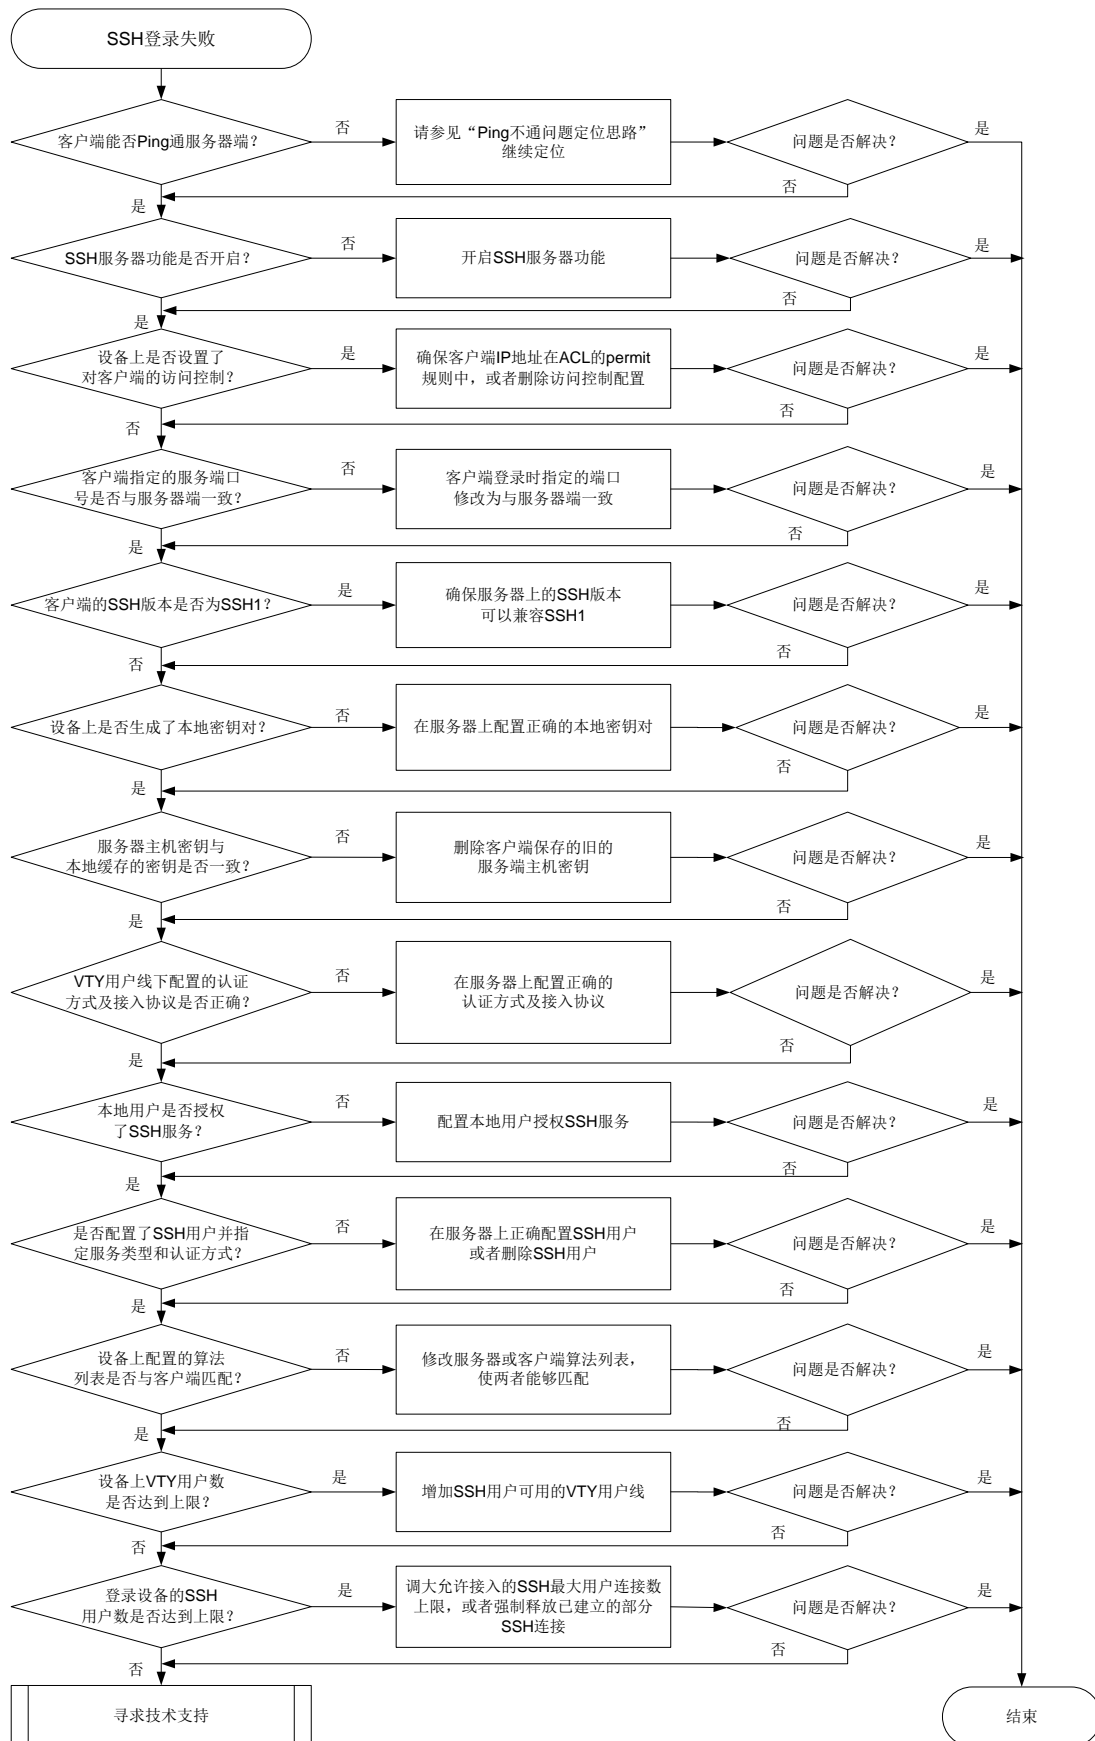 SSH登录失败
客户端能否Ping通服务器端？
否
请参见“Ping不通问题定位思路”
继续定位
问题是否解决？
是
否
是
SSH服务器功能是否开启？
否
开启SSH服务器功能
问题是否解决？
是
否
是
设备上是否设置了
对客户端的访问控制？
是
确保客户端IP地址在ACL的permit
规则中，或者删除访问控制配置
问题是否解决？
是
否
否
客户端指定的服务端口
号是否与服务器端一致？
否
客户端登录时指定的端口
修改为与服务器端一致
问题是否解决？
是
否
是
客户端的SSH版本是否为SSH1？
是
确保服务器上的SSH版本
可以兼容SSH1
问题是否解决？
是
否
否
设备上是否生成了本地密钥对？
否
在服务器上配置正确的本地密钥对
问题是否解决？
是
否
是
服务器主机密钥与
本地缓存的密钥是否一致？
否
删除客户端保存的旧的
服务端主机密钥
问题是否解决？
是
否
是
VTY用户线下配置的认证
方式及接入协议是否正确？
否
在服务器上配置正确的
认证方式及接入协议
问题是否解决？
是
否
是
本地用户是否授权
了SSH服务？
否
配置本地用户授权SSH服务
问题是否解决？
是
否
是
是否配置了SSH用户并指
定服务类型和认证方式？
否
在服务器上正确配置SSH用户
或者删除SSH用户
问题是否解决？
是
否
是
设备上配置的算法
列表是否与客户端匹配？
否
修改服务器或客户端算法列表，
使两者能够匹配
问题是否解决？
是
否
是
设备上VTY用户数
是否达到上限？
是
增加SSH用户可用的VTY用户线
问题是否解决？
是
否
否
登录设备的SSH
用户数是否达到上限？
是
调大允许接入的SSH最大用户连接数
上限，或者强制释放已建立的部分
SSH连接
问题是否解决？
是
否
否
寻求技术支持
结束